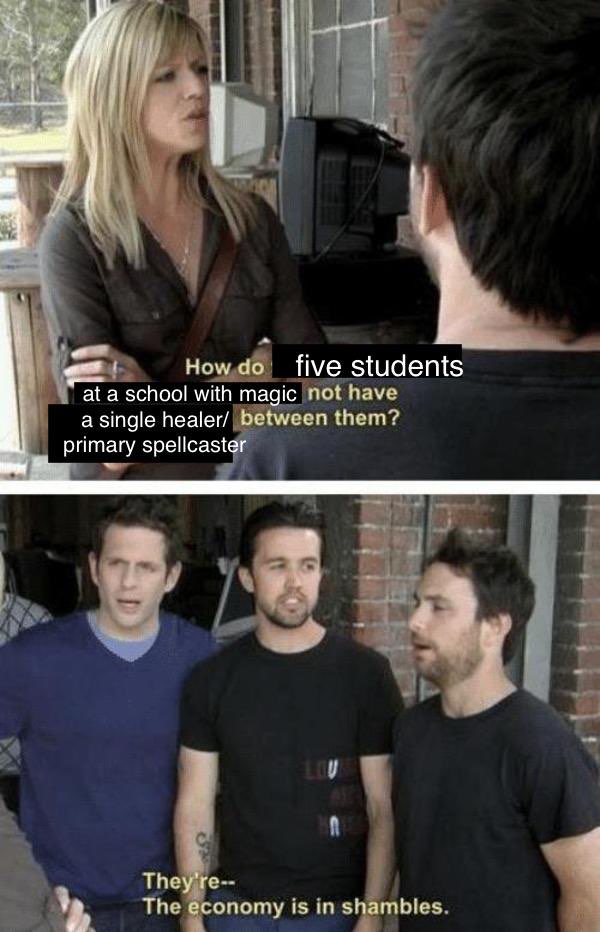 How do five students
at a school with magic not have
a single healer/ between them?
primary spellcaster
LOU
They're--
The economy is in shambles.